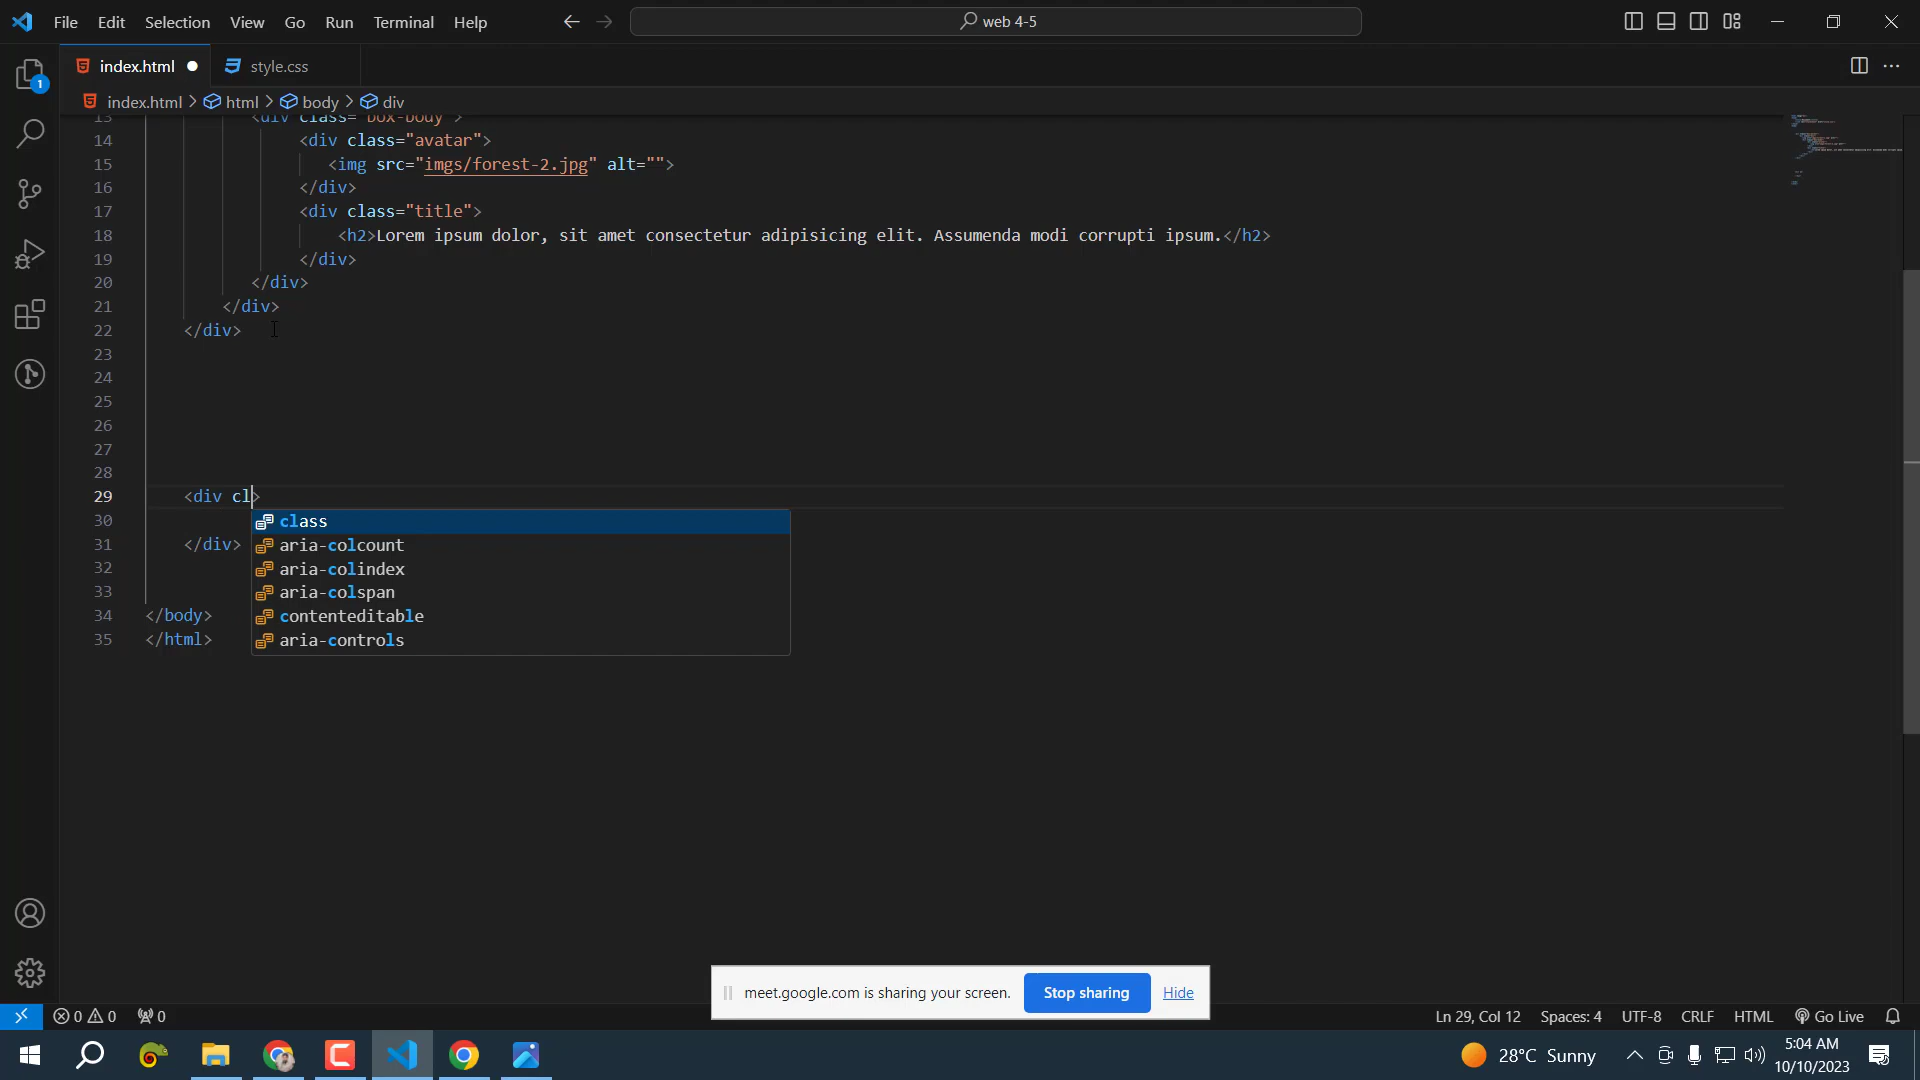 File Edit Selection View Go Run Terminal Help web 4-5
index.html style.css
1
index.html html body div
13 <div class="box-body">
14 <div class="avatar">
15 <img src="imgs/forest-2.jpg" alt="">
16 </div>
17 <div class="title">
18 <h2>Lorem ipsum dolor, sit amet consectetur adipisicing elit. Assumenda modi corrupti ipsum.</h2>
19 </div>
20 </div>
21 </div>
22 </div>
23
24
25
26
27
28
29 <div cl>
30 class
31 </div> aria-colcount
32 aria-colindex
33 aria-colspan
34 </body> contenteditable
35 </html> aria-controls
meet.google.com is sharing your screen. Stop sharing Hide
0 0 0 Ln 29, Col 12 Spaces: 4 UTF-8 CRLF HTML Go Live
28°C Sunny 5:04 AM
10/10/2023